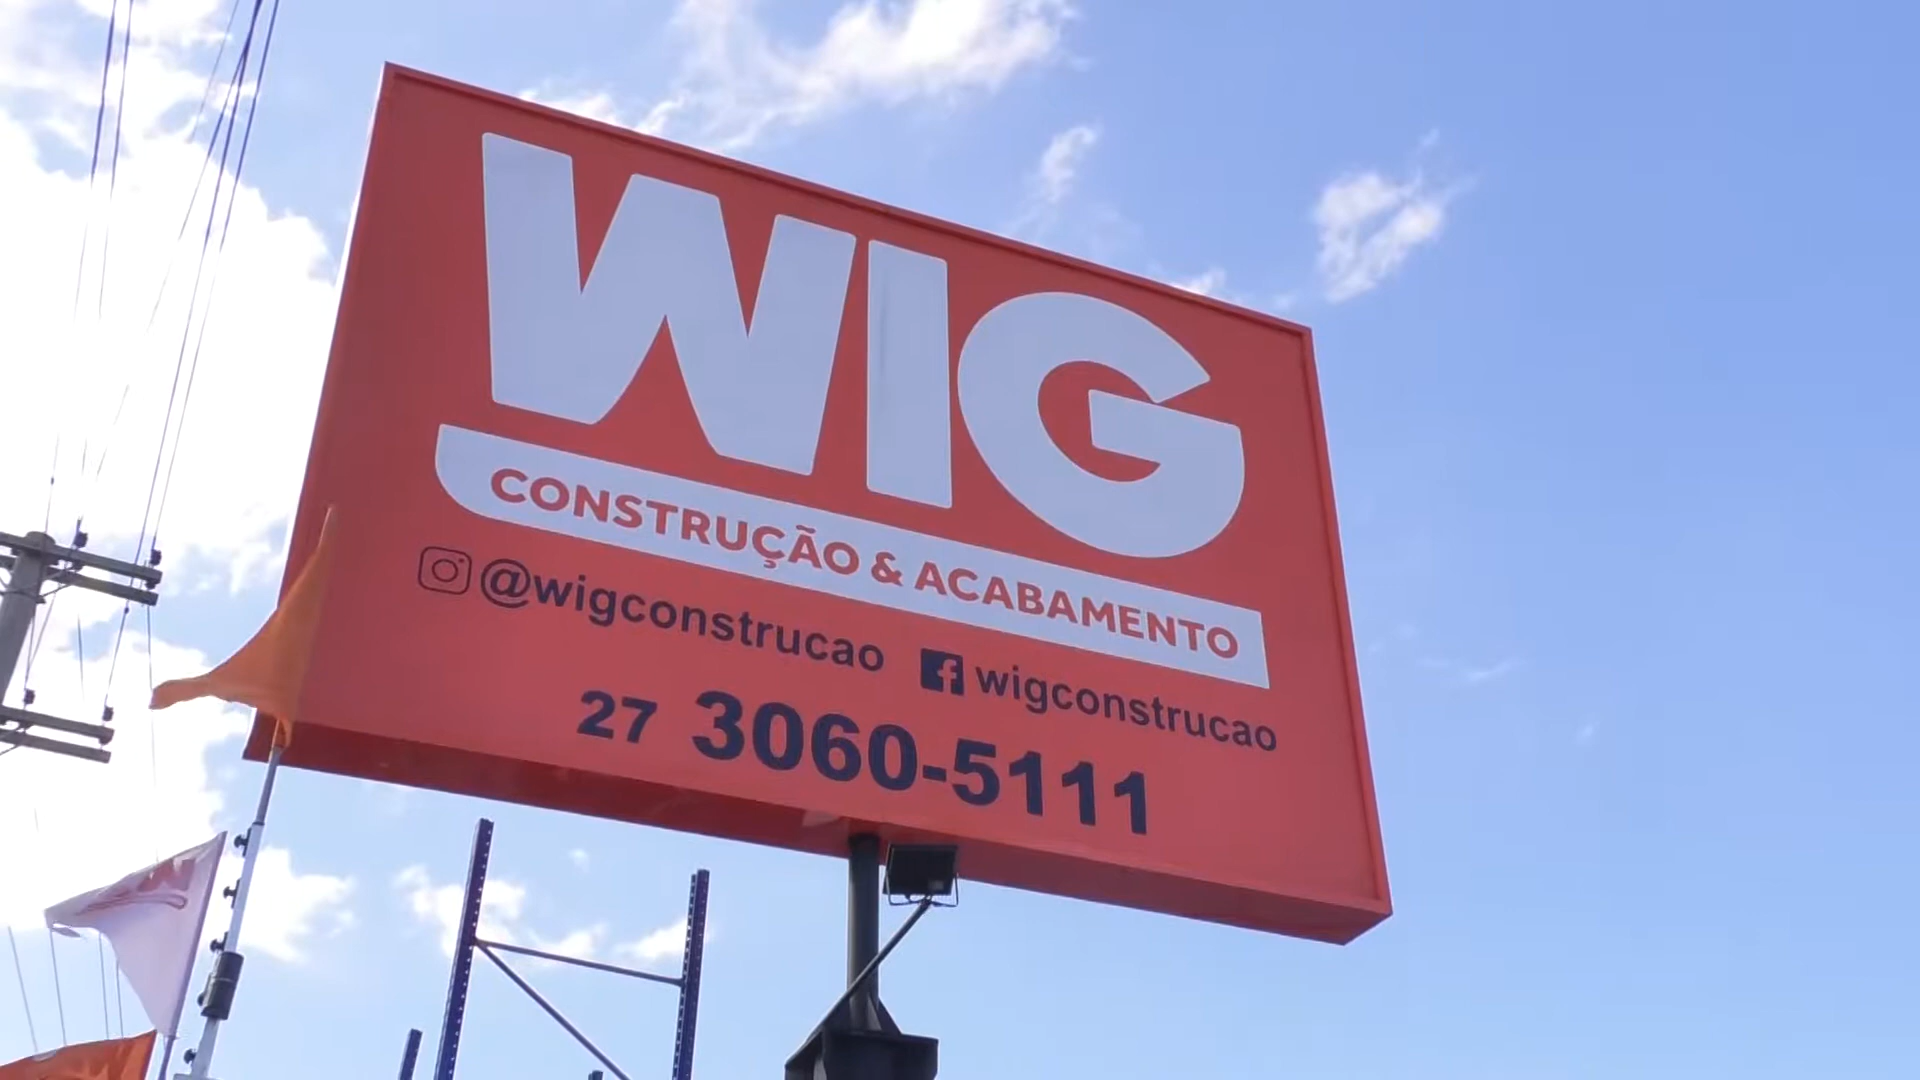 WIG
CONSTRUÇÃO & ACABAMENTO
@wigconstrucao
wigconstrucao
27 3060-5111